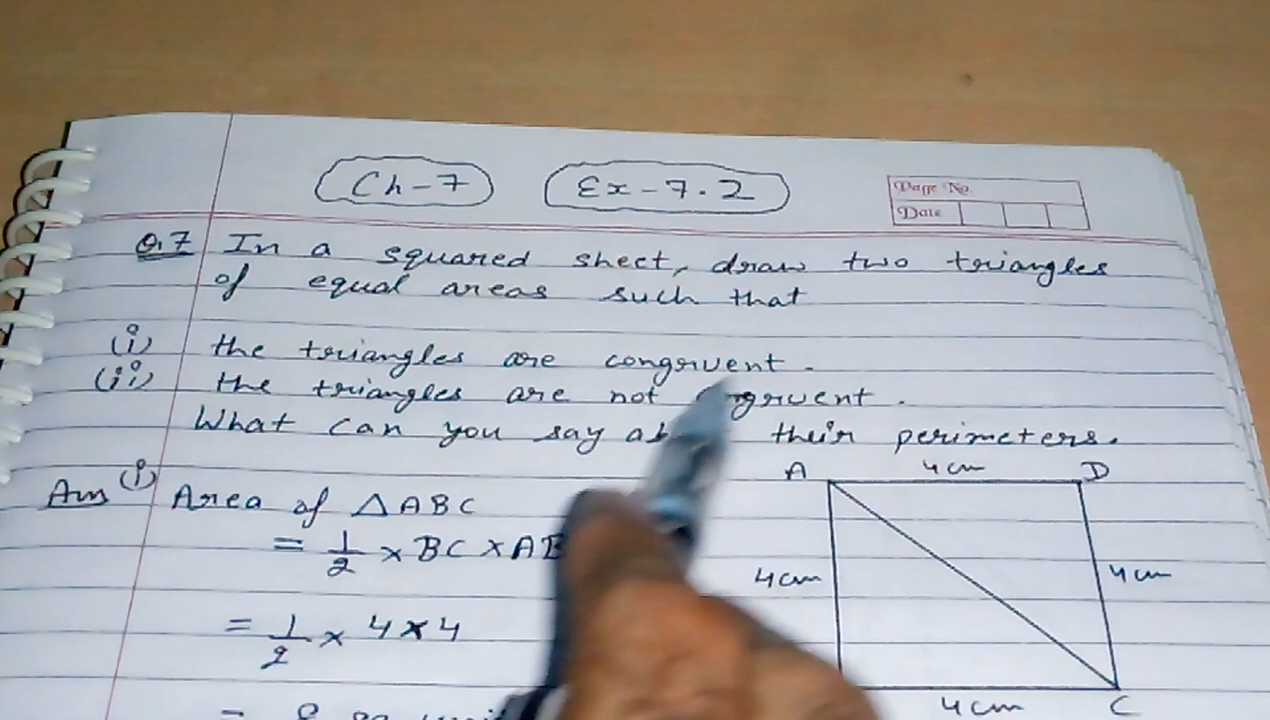 Ch-7 Ex-7.2
Page No.
Date
Q.7 In a squared sheet, draw two triangles
of equal areas such that
(i) the triangles are congruent.
(ii) the triangles are not congruent.
What can you say their perimeters.
A 4cm D
Ans (i) Area of △ABC
= 1/2 × BC × AB
4cm 4cm
= 1/2 × 4 × 4
4cm C